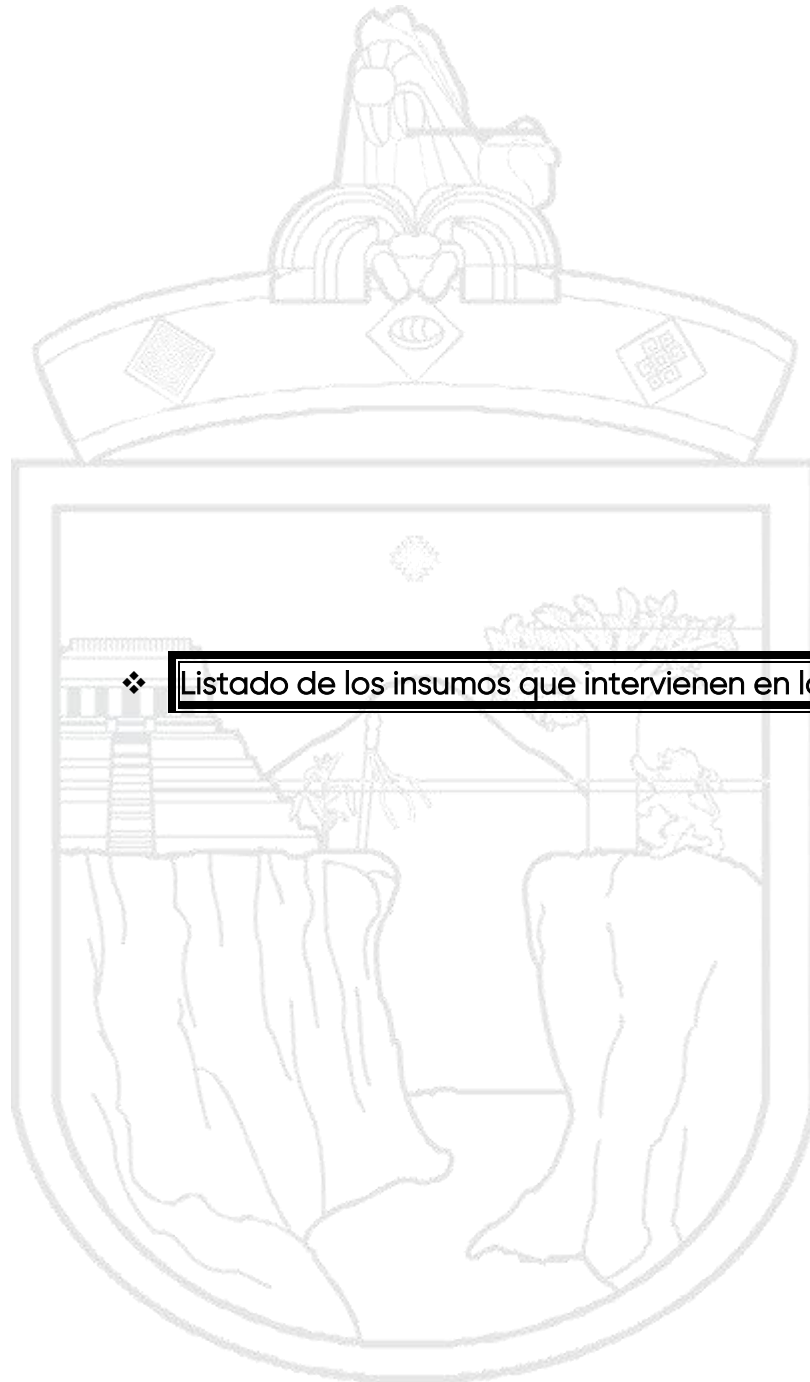 ❖ Listado de los insumos que intervienen en